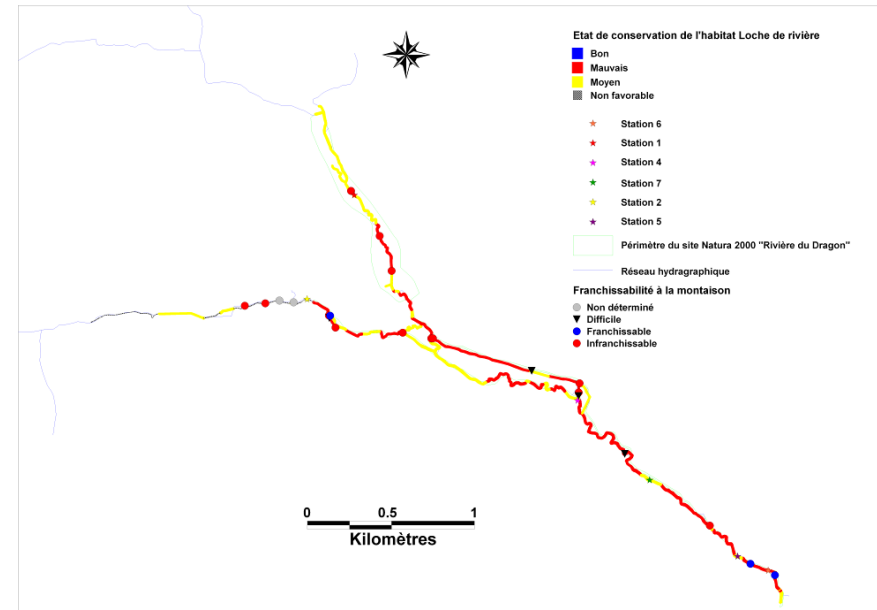 Etat de conservation de l'habitat Loche de rivière
Bon
Mauvais
Moyen
Non favorable
Station 6
Station 1
Station 4
Station 7
Station 2
Station 5
Périmètre du site Natura 2000 "Rivière du Dragon"
Réseau hydragraphique
Franchissabilité à la montaison
Non déterminé
Difficile
Franchissable
Infranchissable
0 0.5 1
Kilomètres